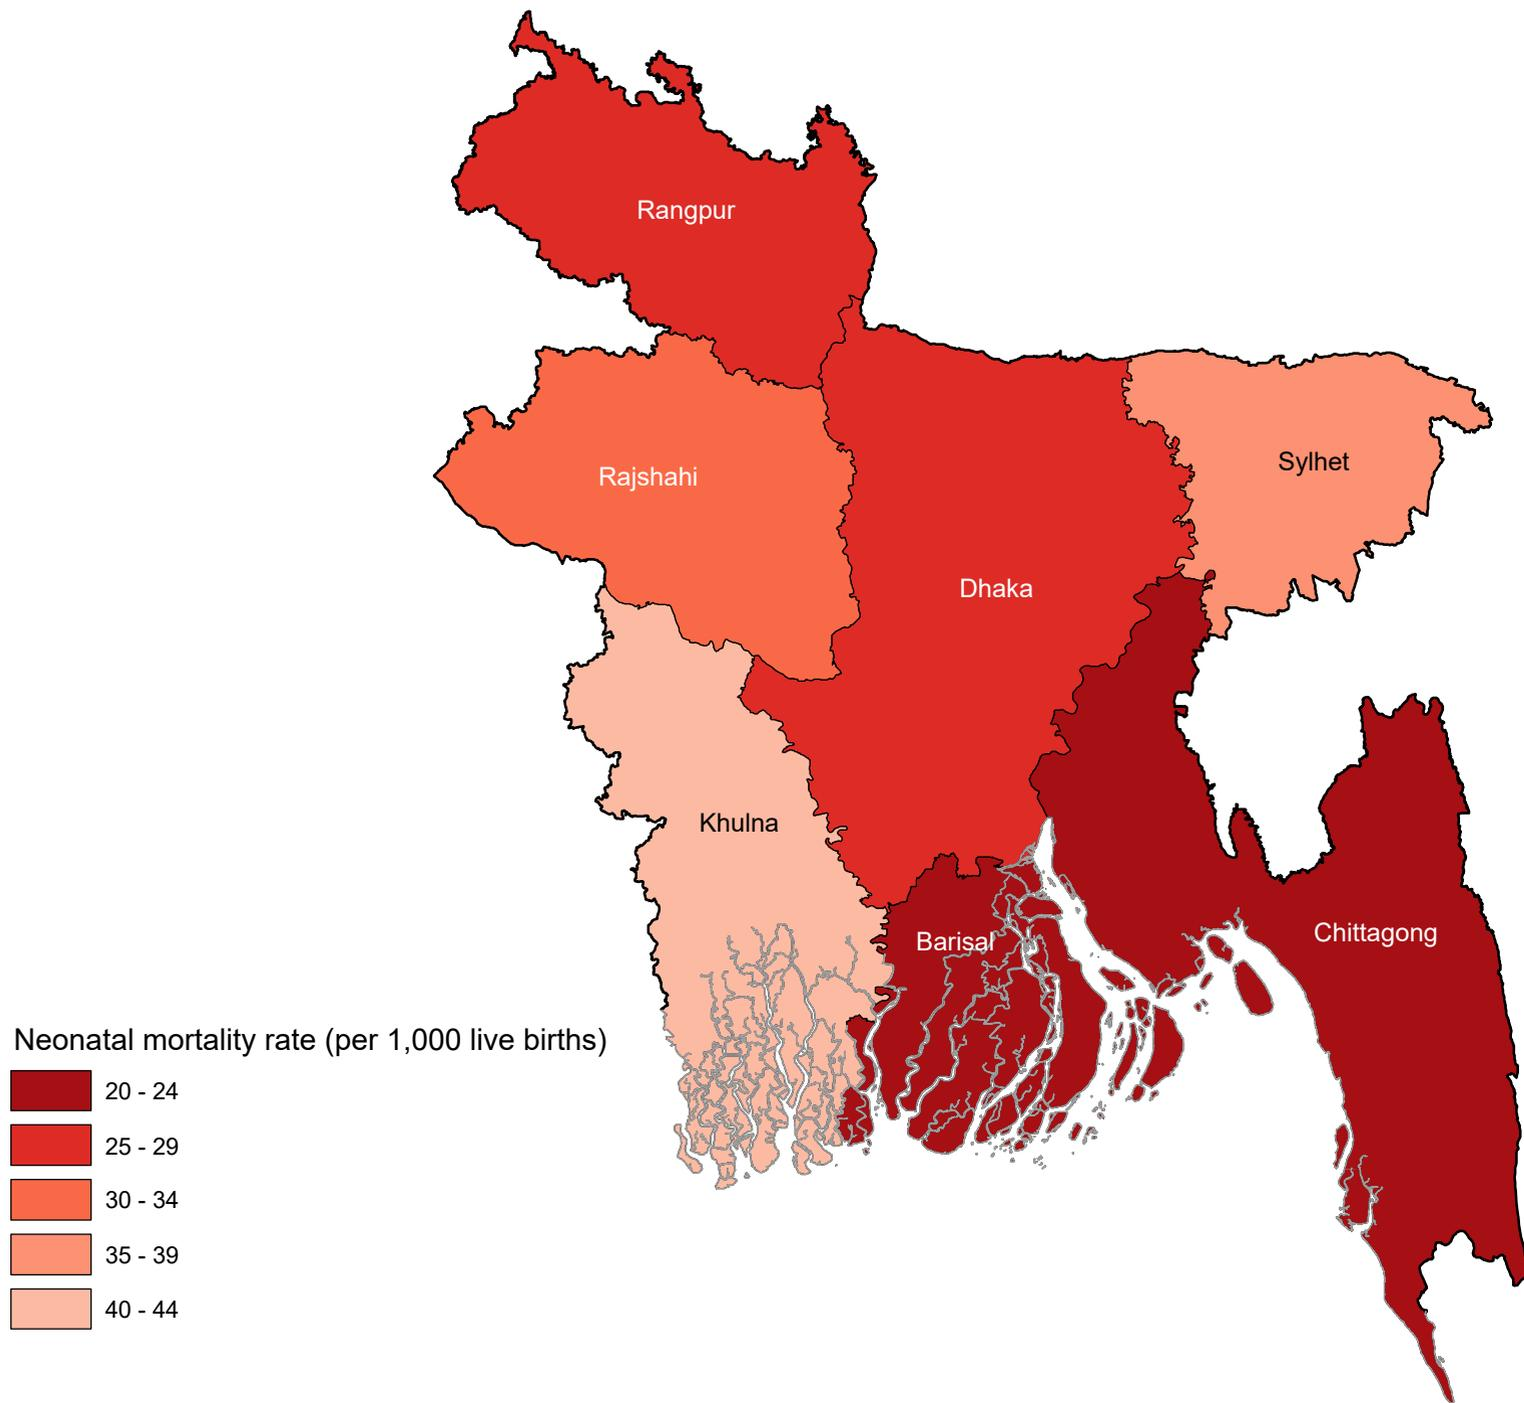 Rangpur
Rajshahi
Sylhet
Dhaka
Khulna
Barisal
Chittagong
Neonatal mortality rate (per 1,000 live births)
20 - 24
25 - 29
30 - 34
35 - 39
40 - 44